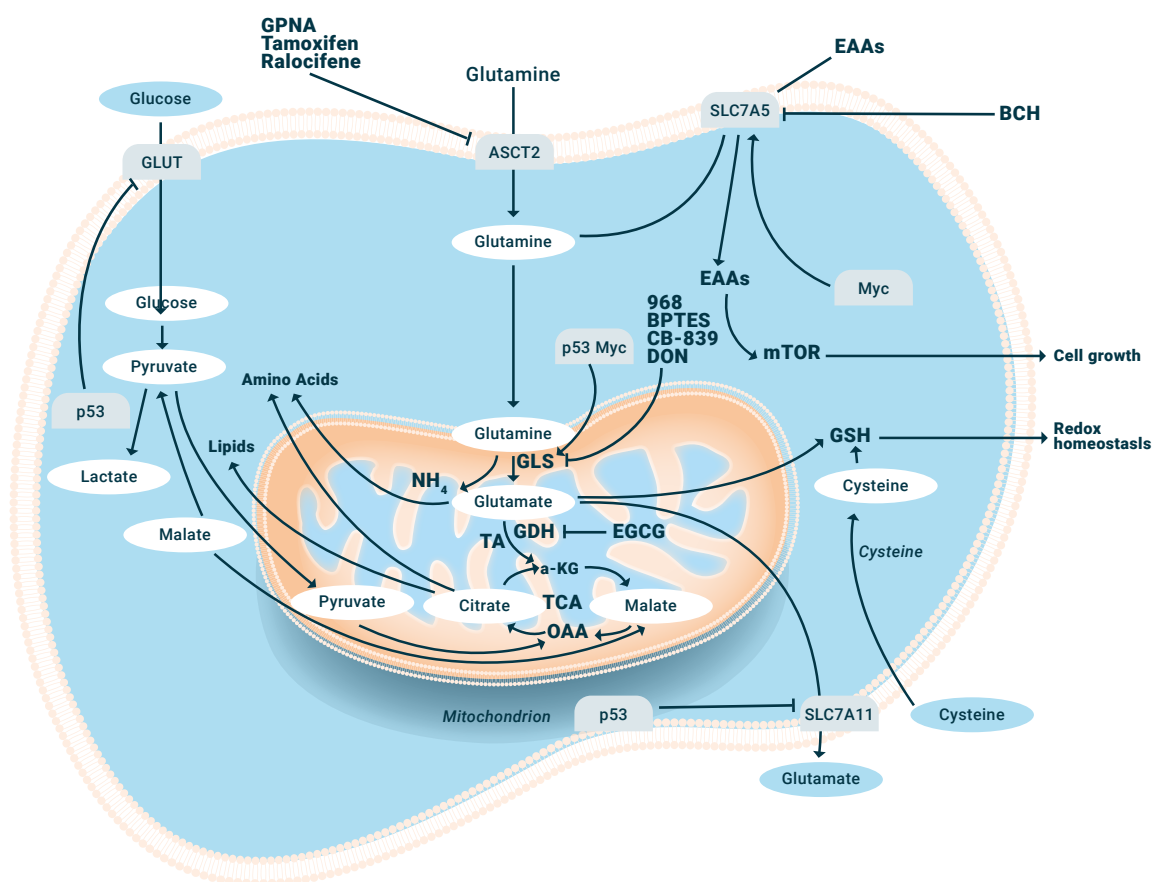 GPNA
Tamoxifen
Ralocifene
Glutamine
EAAs
Glucose
SLC7A5
BCH
GLUT
ASCT2
Glutamine
EAAs
Myc
Glucose
968
BPTES
CB-839
DON
p53 Myc
mTOR
Cell growth
Pyruvate
Amino Acids
p53
Lipids
Glutamine
GLS
GSH
Redox
homeostasls
Lactate
NH4
Glutamate
Cysteine
Malate
TA
GDH
EGCG
Cysteine
a-KG
Pyruvate
Citrate
TCA
Malate
OAA
Mitochondrion
p53
SLC7A11
Cysteine
Glutamate